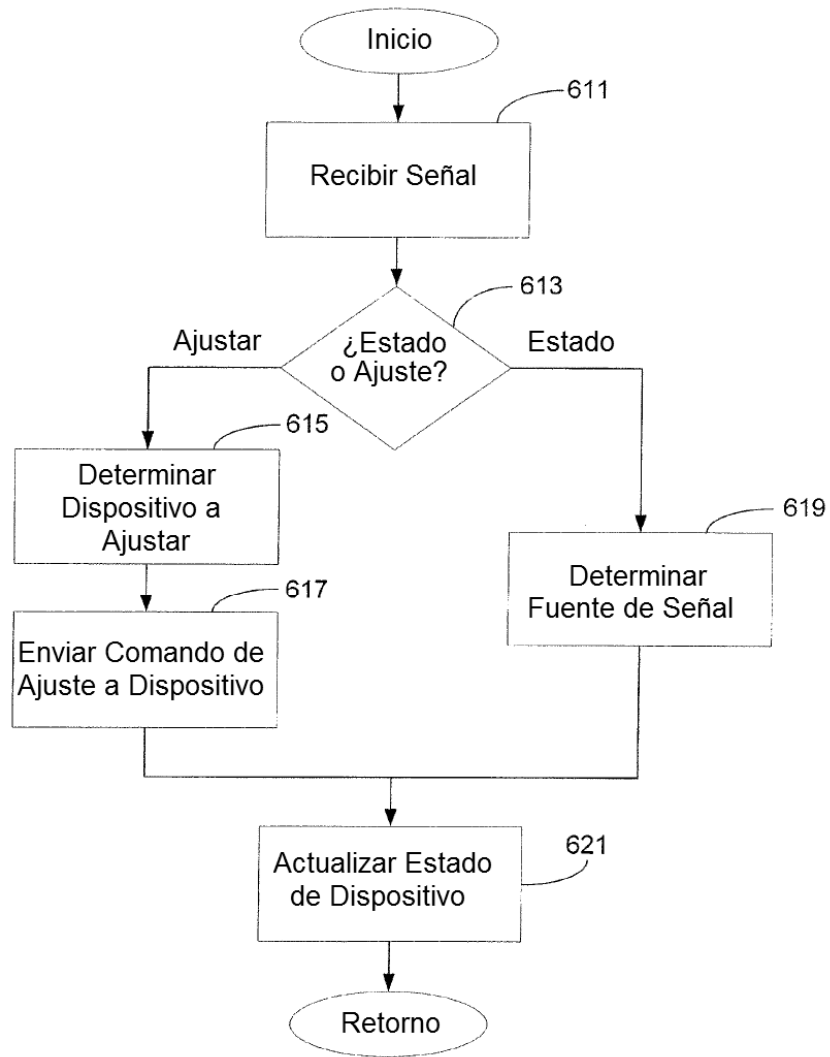 Inicio
611
Recibir Señal
613
¿Estado
o Ajuste?
Ajustar
Estado
615
Determinar
Dispositivo a
Ajustar
617
Enviar Comando de
Ajuste a Dispositivo
619
Determinar
Fuente de Señal
621
Actualizar Estado
de Dispositivo
Retorno